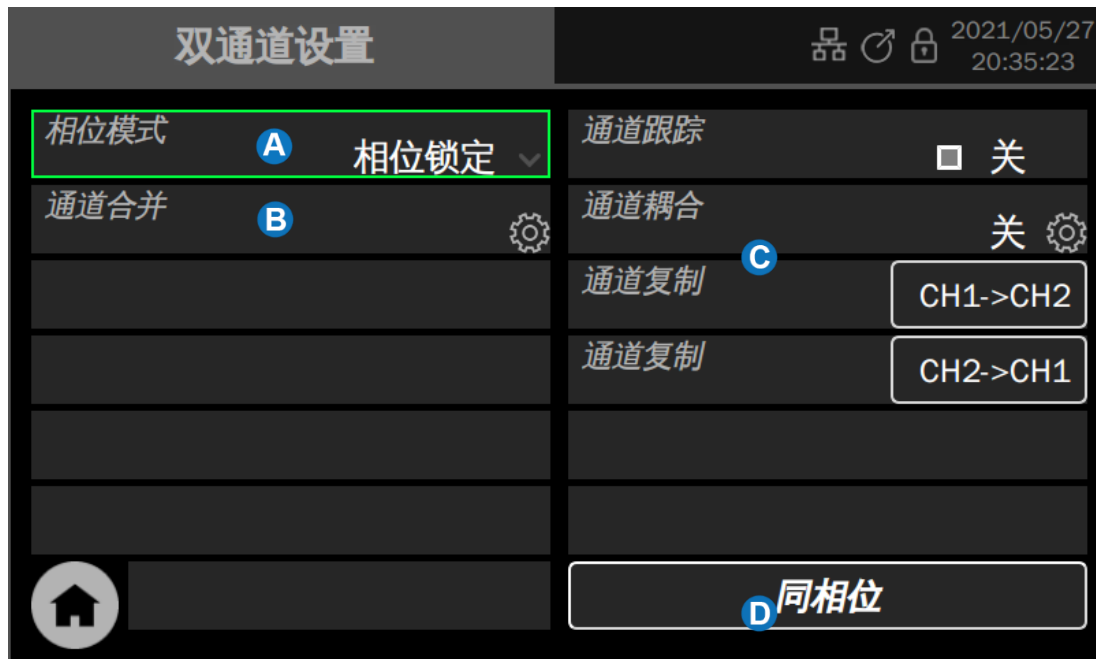 双通道设置
2021/05/27
20:35:23
相位模式
A
相位锁定
通道跟踪
关
通道合并
B
通道耦合
关
C
通道复制
CH1->CH2
通道复制
CH2->CH1
D
同相位